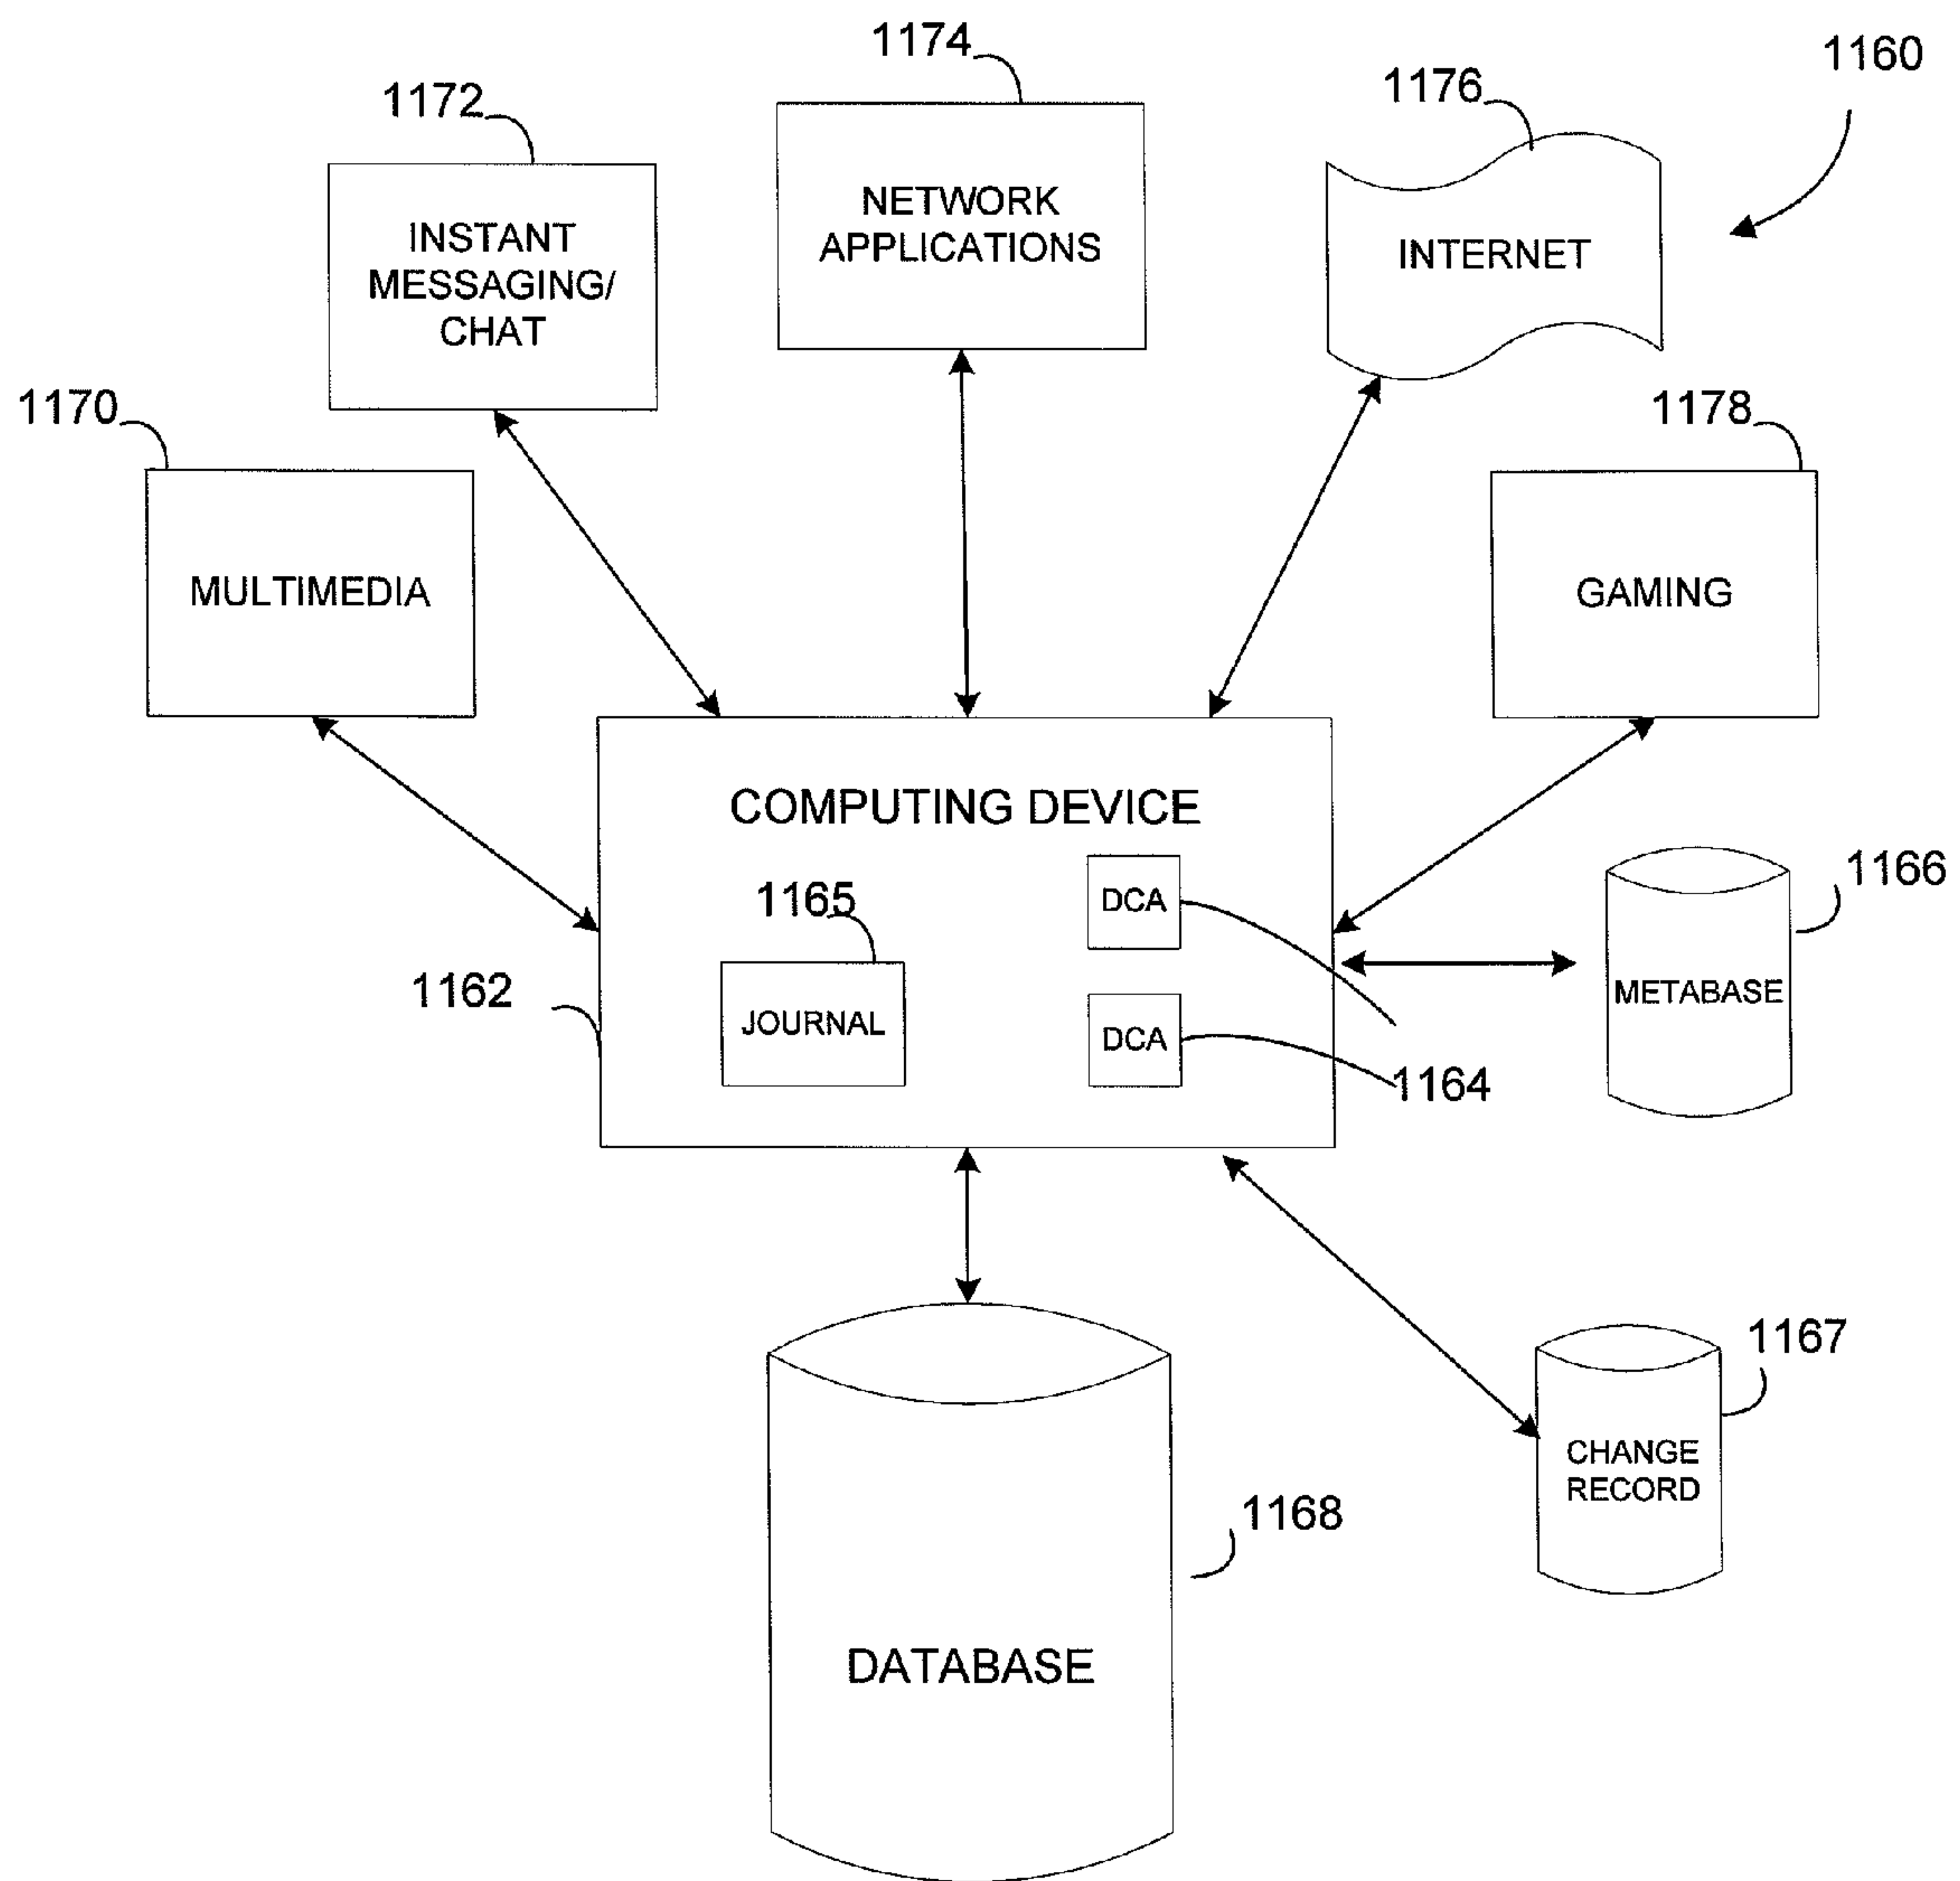 1174
1160
1172
1176
NETWORK
APPLICATIONS
INSTANT
MESSAGING/
CHAT
INTERNET
1170
1178
MULTIMEDIA
GAMING
COMPUTING DEVICE
1166
1165
DCA
1162
METABASE
JOURNAL
DCA
1164
1167
CHANGE
RECORD
1168
DATABASE